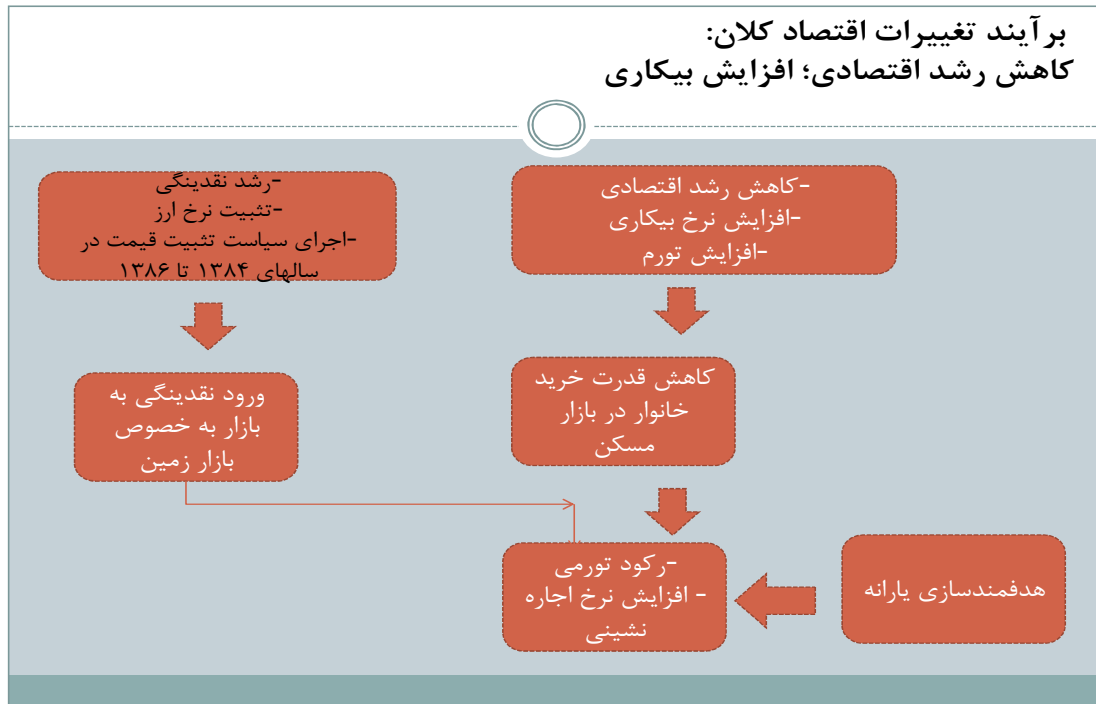 برآیند تغییرات اقتصاد کلان:
کاهش رشد اقتصادی؛ افزایش بیکاری
-کاهش رشد اقتصادی
-افزایش نرخ بیکاری
-افزایش تورم
-رشد نقدینگی
-تثبیت نرخ ارز
-اجرای سیاست تثبیت قیمت در
سالهای ۱۳۸۴ تا ۱۳۸۶
کاهش قدرت خرید
خانوار در بازار
مسکن
ورود نقدینگی به
بازار به خصوص
بازار زمین
-رکود تورمی
- افزایش نرخ اجاره
نشینی
هدفمندسازی یارانه